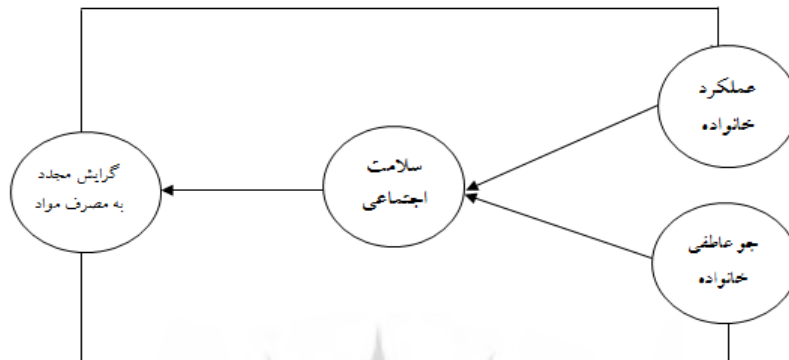 عملکرد
خانواده
جو عاطفی
خانواده
سلامت
اجتماعی
گرایش مجدد
به مصرف مواد